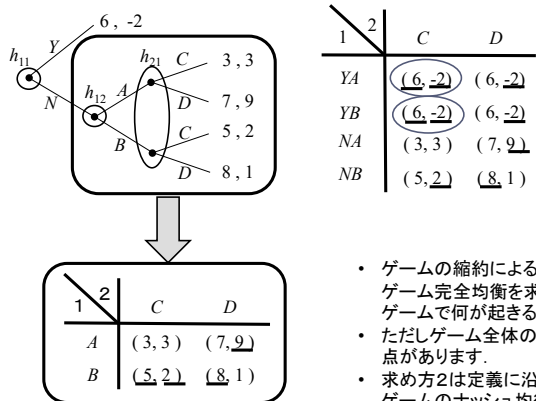 6 , -2
Y
h11
N
h12
h21
A
B
C
3 , 3
D
7 , 9
C
5 , 2
D
8 , 1
1 2 C D
YA ( 6, -2) ( 6, -2)
YB ( 6, -2) ( 6, -2)
NA ( 3, 3 ) ( 7, 9 )
NB ( 5, 2 ) ( 8, 1 )
1 2 C D
A ( 3, 3 ) ( 7, 9 )
B ( 5, 2 ) ( 8, 1 )
• ゲームの縮約による
ゲーム完全均衡を求
ゲームで何が起きる
• ただしゲーム全体の
点があります.
• 求め方2は定義に沿